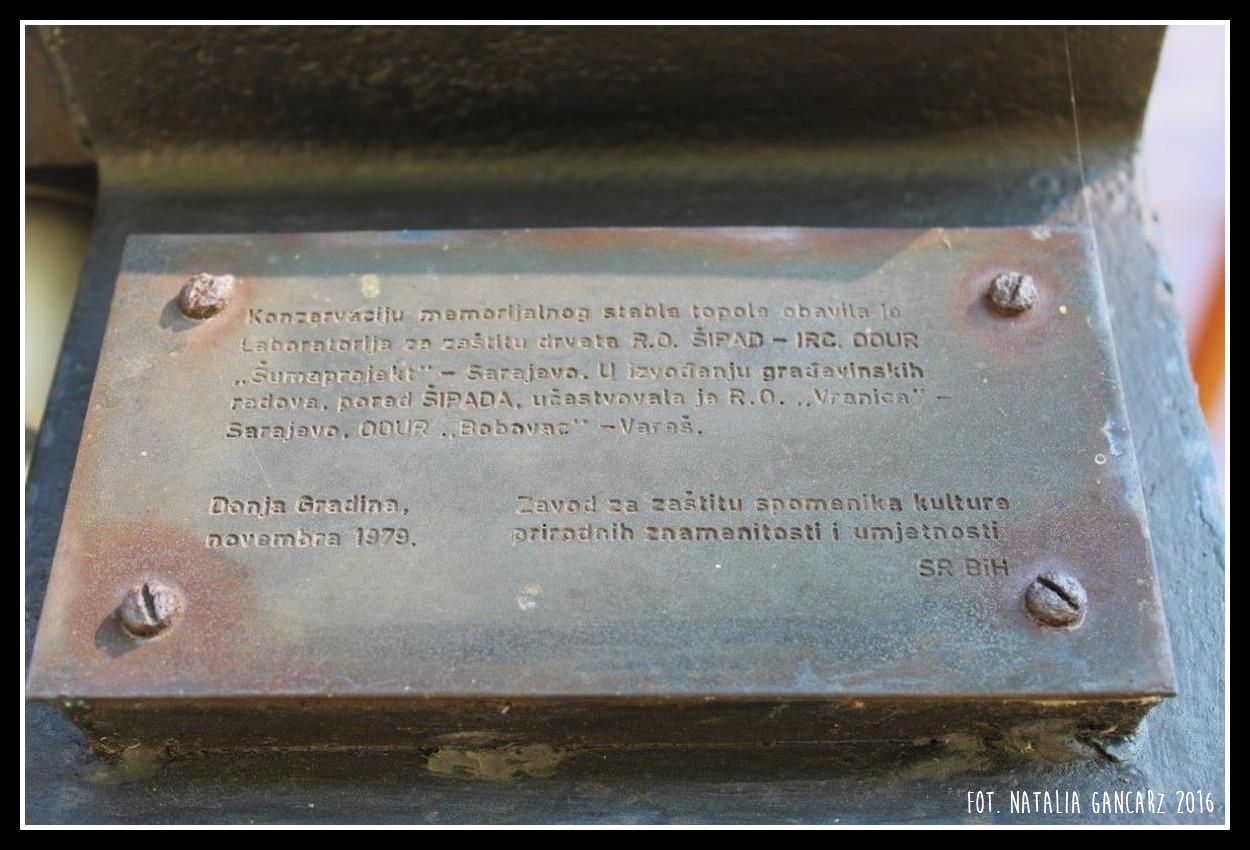 Konzervaciju memorijalnog stabla topole obavila je
Laboratorija za zaštitu drveta R.O. ŠIPAD – IRC, OOUR
„Šumaprojekt” – Sarajevo. U izvođenju građevinskih
radova, pored ŠIPADA, učestvovala je R.O. „Vranica” –
Sarajevo, OOUR „Bobovac” – Vareš.
Donja Gradina,
novembra 1979.
Zavod za zaštitu spomenika kulture
prirodnih znamenitosti i umjetnosti
SR BiH
FOT. NATALIA GANCARZ 2016